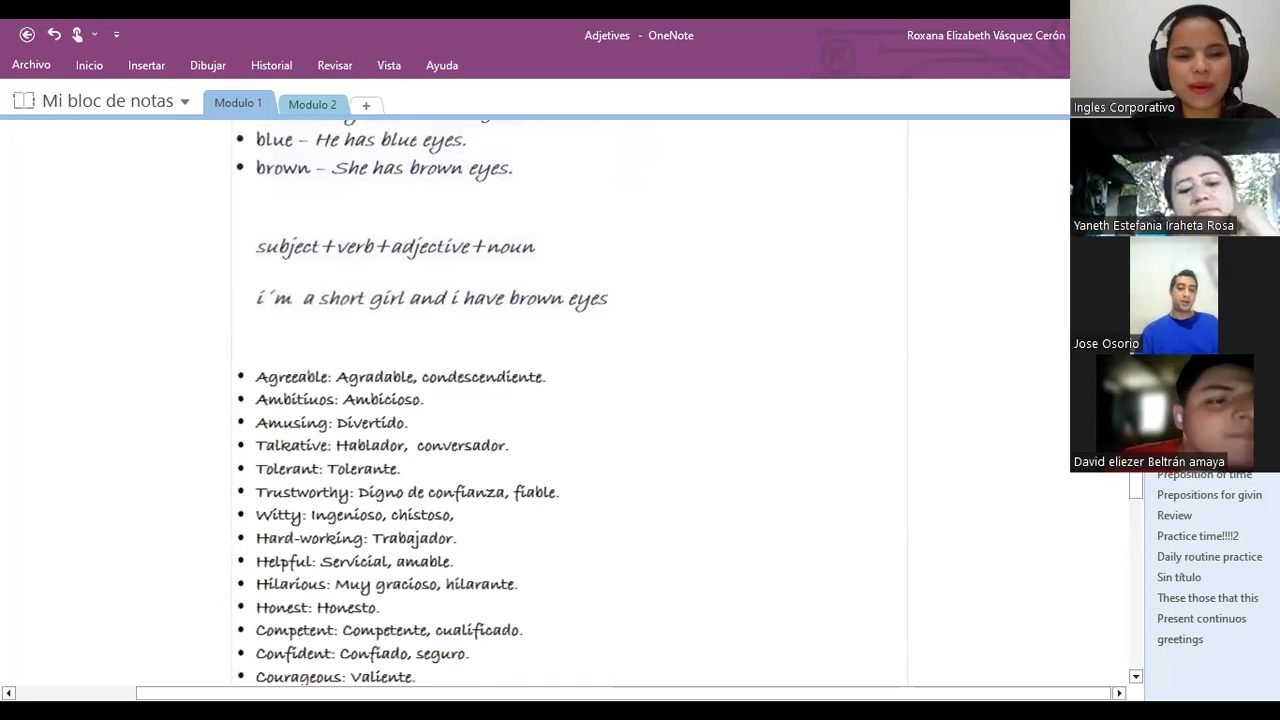 Adjetives - OneNote
Roxana Elizabeth Vásquez Cerón
Archivo Inicio Insertar Dibujar Historial Revisar Vista Ayuda
Mi bloc de notas Modulo 1 Modulo 2 +
• blue – He has blue eyes.
• brown – She has brown eyes.
subject+verb+adjective+noun
i´m a short girl and i have brown eyes
• Agreeable: Agradable, condescendiente.
• Ambitiuos: Ambicioso.
• Amusing: Divertido.
• Talkative: Hablador, conversador.
• Tolerant: Tolerante.
• Trustworthy: Digno de confianza, fiable.
• Witty: Ingenioso, chistoso,
• Hard-working: Trabajador.
• Helpful: Servicial, amable.
• Hilarious: Muy gracioso, hilarante.
• Honest: Honesto.
• Competent: Competente, cualificado.
• Confident: Confiado, seguro.
• Courageous: Valiente.
Ingles Corporativo
Yaneth Estefania Iraheta Rosa
Jose Osorio
David eliezer Beltrán amaya
Preposition of time
Prepositions for givin
Review
Practice time!!!!2
Daily routine practice
Sin título
These those that this
Present continuos
greetings